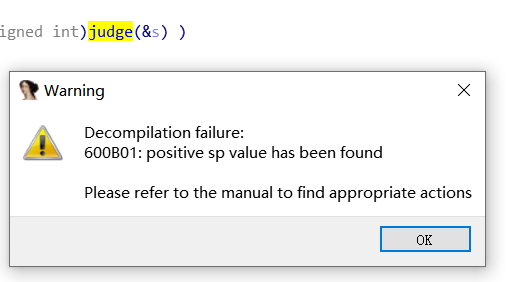 igned int)judge(&s) )
Warning
Decompilation failure:
600B01: positive sp value has been found
Please refer to the manual to find appropriate actions
OK